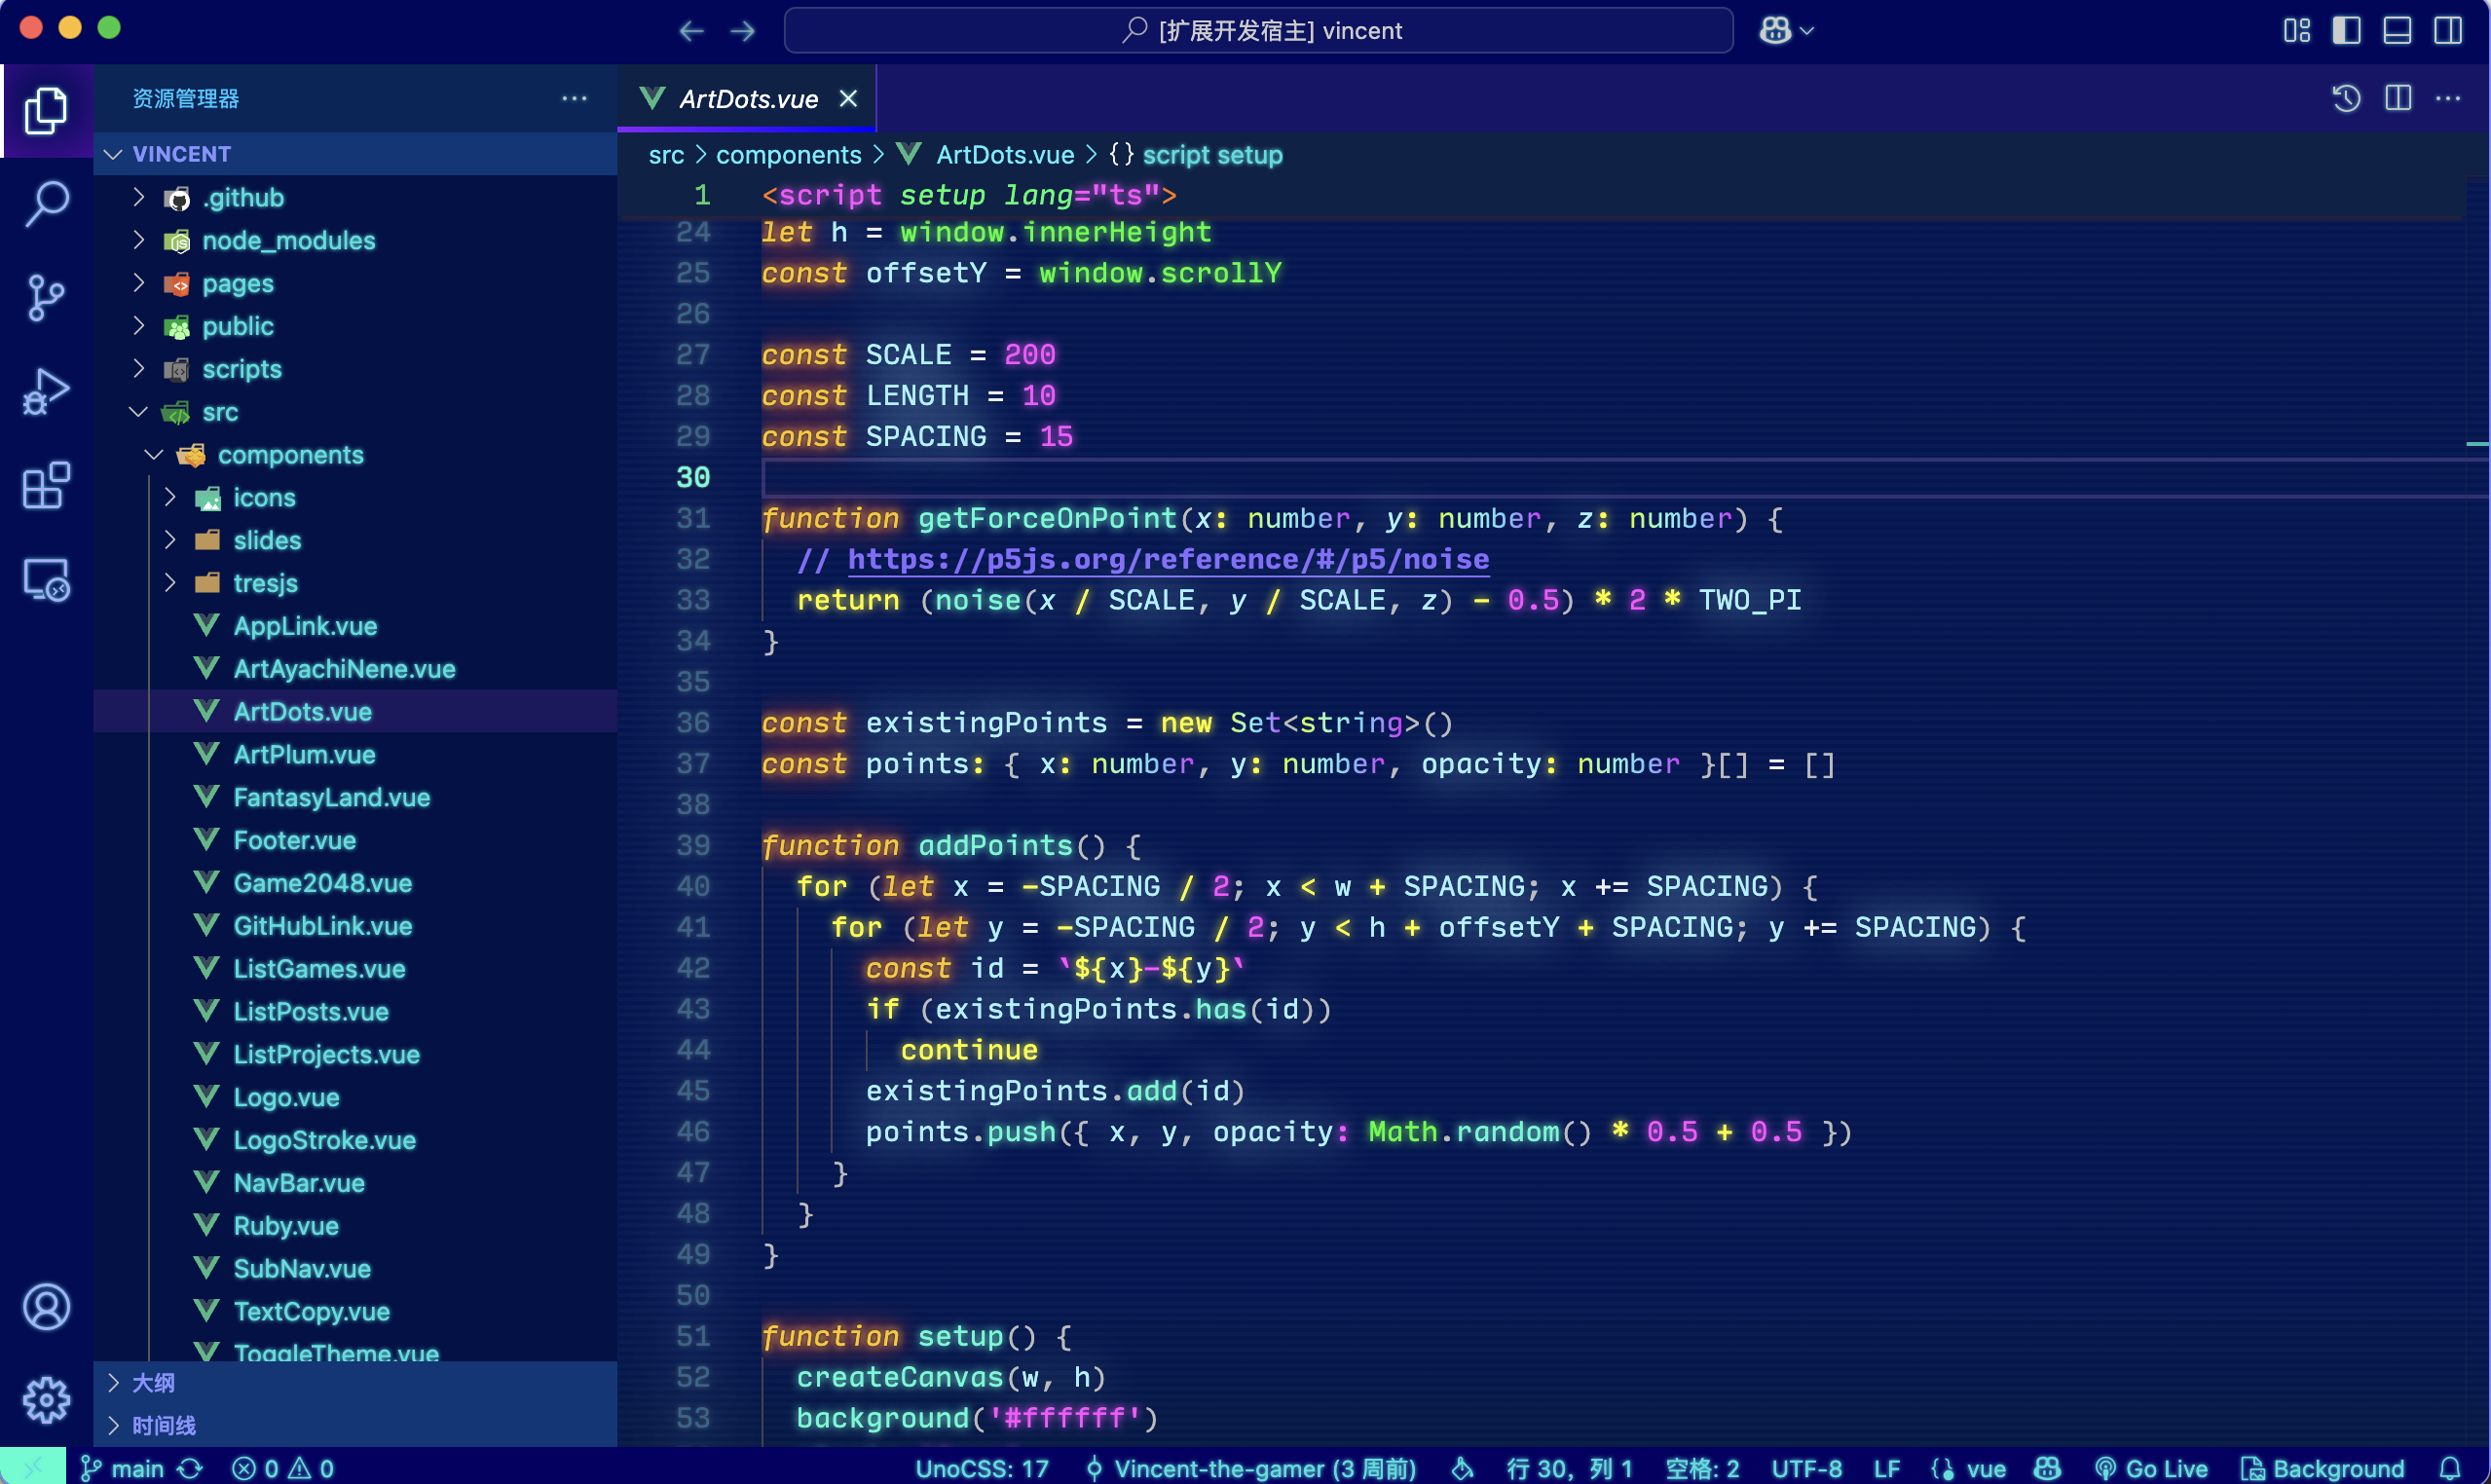 [扩展开发宿主] vincent
资源管理器
VINCENT
.github
node_modules
pages
public
scripts
src
components
icons
slides
tresjs
AppLink.vue
ArtAyachiNene.vue
ArtDots.vue
ArtPlum.vue
FantasyLand.vue
Footer.vue
Game2048.vue
GitHubLink.vue
ListGames.vue
ListPosts.vue
ListProjects.vue
Logo.vue
LogoStroke.vue
NavBar.vue
Ruby.vue
SubNav.vue
TextCopy.vue
ToggleTheme.vue
大纲
时间线
ArtDots.vue
src > components > ArtDots.vue > {} script setup
1 <script setup lang="ts">
24 let h = window.innerHeight
25 const offsetY = window.scrollY
26
27 const SCALE = 200
28 const LENGTH = 10
29 const SPACING = 15
30
31 function getForceOnPoint(x: number, y: number, z: number) {
32 // https://p5js.org/reference/#/p5/noise
33 return (noise(x / SCALE, y / SCALE, z) - 0.5) * 2 * TWO_PI
34 }
35
36 const existingPoints = new Set<string>()
37 const points: { x: number, y: number, opacity: number }[] = []
38
39 function addPoints() {
40 for (let x = -SPACING / 2; x < w + SPACING; x += SPACING) {
41 for (let y = -SPACING / 2; y < h + offsetY + SPACING; y += SPACING) {
42 const id = `${x}-${y}`
43 if (existingPoints.has(id))
44 continue
45 existingPoints.add(id)
46 points.push({ x, y, opacity: Math.random() * 0.5 + 0.5 })
47 }
48 }
49 }
50
51 function setup() {
52 createCanvas(w, h)
53 background('#ffffff')
main 0 0 UnoCSS: 17 Vincent-the-gamer (3 周前) 行 30，列 1 空格: 2 UTF-8 LF vue Go Live Background